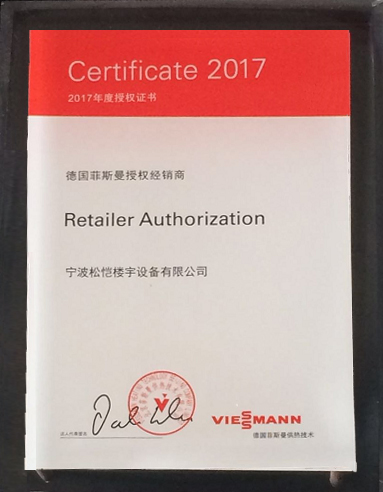 Certificate 2017
2017年度授权证书
德国菲斯曼授权经销商
Retailer Authorization
宁波松恺楼宇设备有限公司
VIESSMANN
德国菲斯曼供热技术